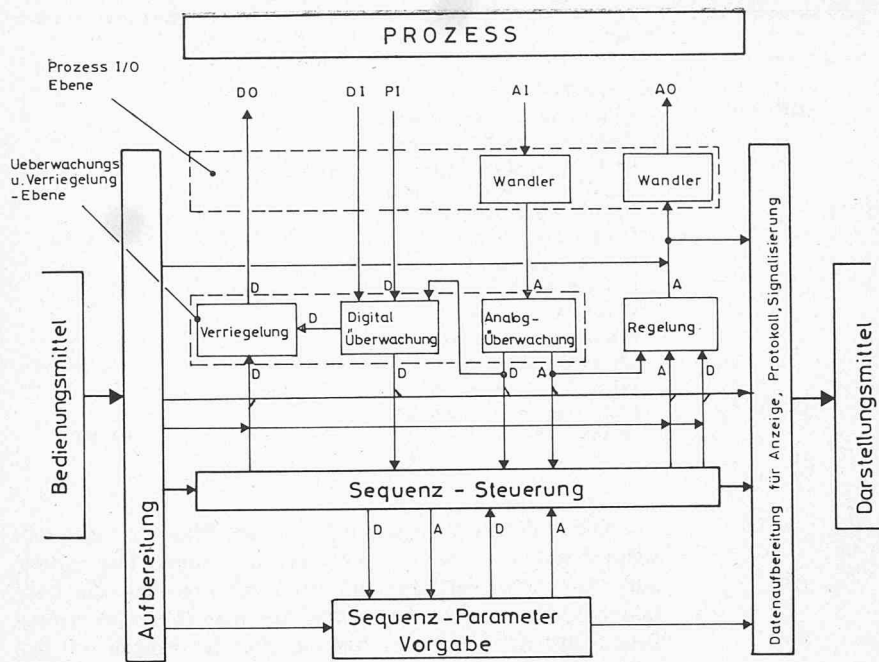 PROZESS
Prozess I/O
Ebene
DO
DI
PI
AI
AO
Ueberwachungs
u.Verriegelung
-Ebene
Wandler
Wandler
D
D
D
A
A
Verriegelung
D
Digital
Überwachung
Analog-
Überwachung
Regelung
D
D
D
A
A
D
Bedienungsmittel
Aufbereitung
Sequenz - Steuerung
D
A
D
A
Sequenz-Parameter
Vorgabe
Datenaufbereitung für Anzeige, Protokoll, Signalisierung
Darstellungsmittel